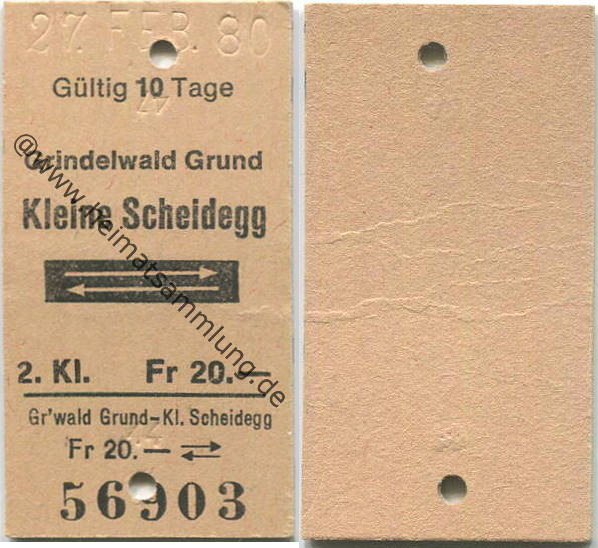 27. FEB. 80
Gültig 10 Tage
Grindelwald Grund
Kleine Scheidegg
2. Kl. Fr 20.—
Gr'wald Grund–Kl. Scheidegg
Fr 20.— ⇄
56903
@www.heimatsammlung.de